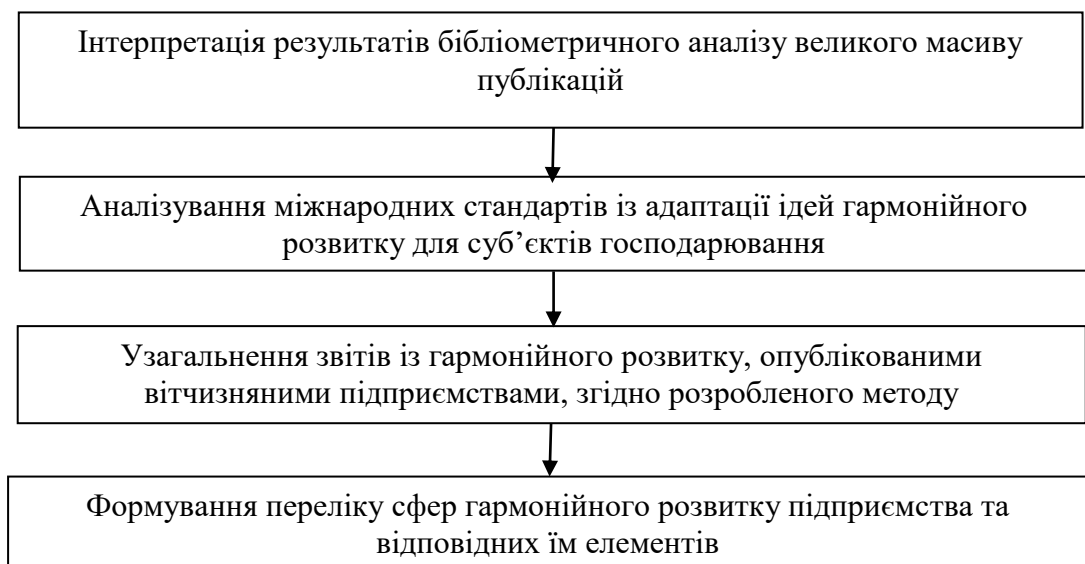 Інтерпретація результатів бібліометричного аналізу великого масиву
публікацій
Аналізування міжнародних стандартів із адаптації ідей гармонійного
розвитку для суб’єктів господарювання
Узагальнення звітів із гармонійного розвитку, опублікованими
вітчизняними підприємствами, згідно розробленого методу
Формування переліку сфер гармонійного розвитку підприємства та
відповідних їм елементів